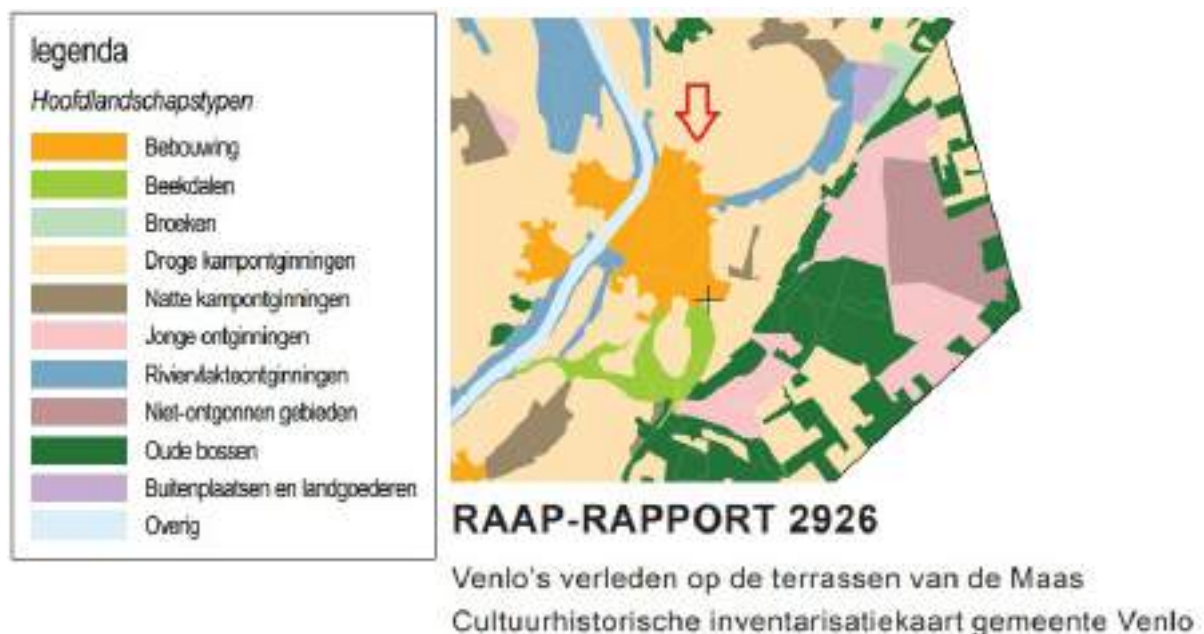 legenda
Hoofdlandschapstypen
Bebouwing
Beekdalen
Broeken
Droge kampontginningen
Natte kampontginningen
Jonge ontginningen
Riviervlakteontginningen
Niet-ontgonnen gebieden
Oude bossen
Buitenplaatsen en landgoederen
Overig
RAAP-RAPPORT 2926
Venlo's verleden op de terrassen van de Maas
Cultuurhistorische inventarisatiekaart gemeente Venlo